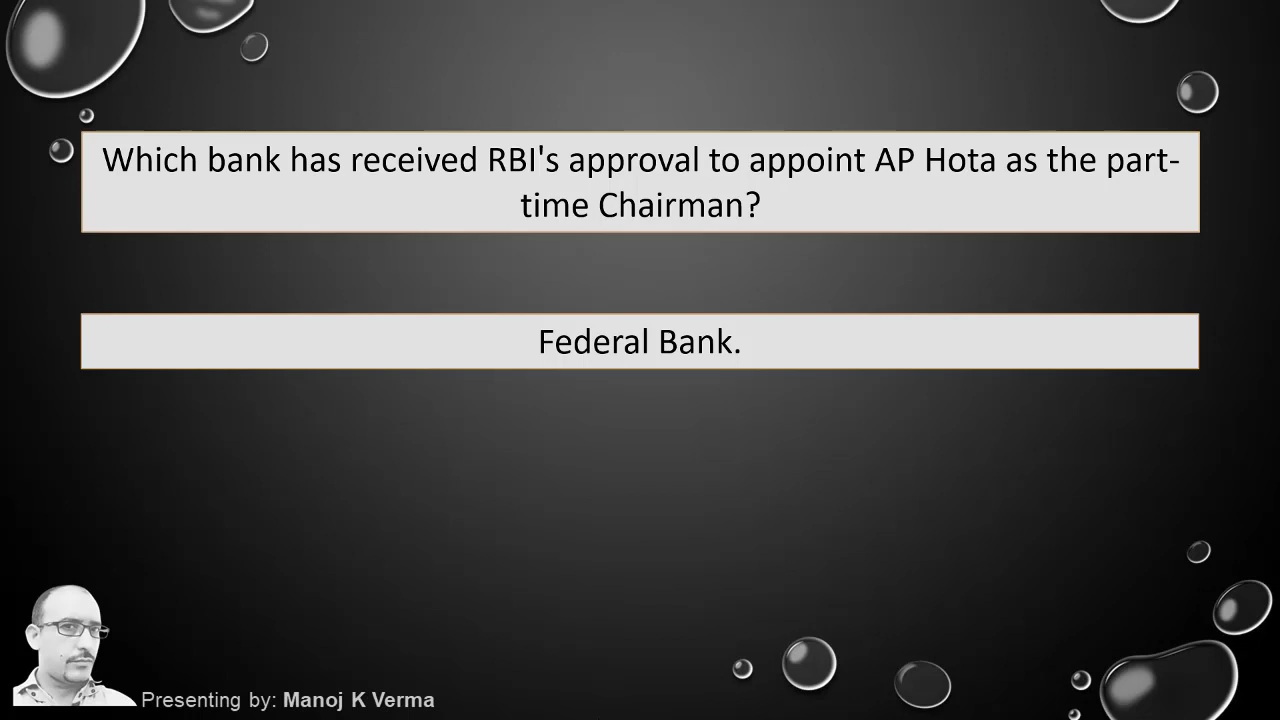 Which bank has received RBI's approval to appoint AP Hota as the part-
time Chairman?
Federal Bank.
Presenting by: Manoj K Verma